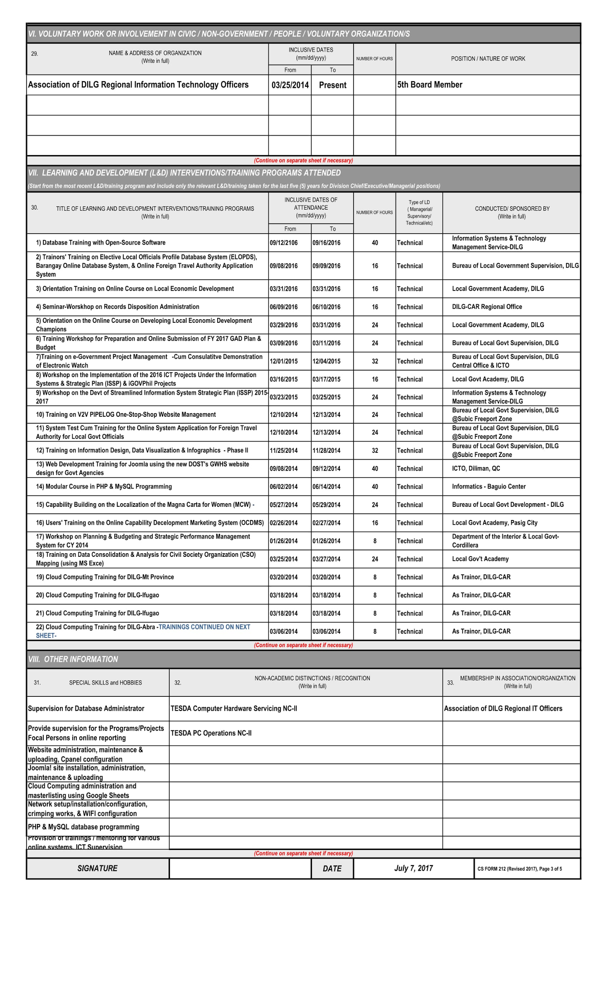 VI. VOLUNTARY WORK OR INVOLVEMENT IN CIVIC / NON-GOVERNMENT / PEOPLE / VOLUNTARY ORGANIZATION/S
29.
NAME & ADDRESS OF ORGANIZATION
(Write in full)
INCLUSIVE DATES
(mm/dd/yyyy)
From
To
NUMBER OF HOURS
POSITION / NATURE OF WORK
Association of DILG Regional Information Technology Officers 03/25/2014 Present 5th Board Member
(Continue on separate sheet if necessary)
VII. LEARNING AND DEVELOPMENT (L&D) INTERVENTIONS/TRAINING PROGRAMS ATTENDED
(Start from the most recent L&D/training program and include only the relevant L&D/training taken for the last five (5) years for Division Chief/Executive/Managerial positions)
30.
TITLE OF LEARNING AND DEVELOPMENT INTERVENTIONS/TRAINING PROGRAMS
(Write in full)
INCLUSIVE DATES OF
ATTENDANCE
(mm/dd/yyyy)
From
To
NUMBER OF HOURS
Type of LD
( Managerial/
Supervisory/
Technical/etc)
CONDUCTED/ SPONSORED BY
(Write in full)
1) Database Training with Open-Source Software 09/12/2106 09/16/2016 40 Technical
Information Systems & Technology
Management Service-DILG
2) Trainors' Training on Elective Local Officials Profile Database System (ELOPDS),
Barangay Online Database System, & Online Foreign Travel Authority Application
System
09/08/2016 09/09/2016 16 Technical Bureau of Local Government Supervision, DILG
3) Orientation Training on Online Course on Local Economic Development 03/31/2016 03/31/2016 16 Technical Local Government Academy, DILG
4) Seminar-Worskhop on Records Disposition Administration 06/09/2016 06/10/2016 16 Technical DILG-CAR Regional Office
5) Orientation on the Online Course on Developing Local Economic Development
Champions
03/29/2016 03/31/2016 24 Technical Local Government Academy, DILG
6) Training Workshop for Preparation and Online Submission of FY 2017 GAD Plan &
Budget
03/09/2016 03/11/2016 24 Technical Bureau of Local Govt Supervision, DILG
7)Training on e-Government Project Management -Cum Consulatitve Demonstration
of Electronic Watch
12/01/2015 12/04/2015 32 Technical
Bureau of Local Govt Supervision, DILG
Central Office & ICTO
8) Workshop on the Implementation of the 2016 ICT Projects Under the Information
Systems & Strategic Plan (ISSP) & iGOVPhil Projects
03/16/2015 03/17/2015 16 Technical Local Govt Academy, DILG
9) Workshop on the Devt of Streamlined Information System Strategic Plan (ISSP) 2015-
2017
03/23/2015 03/25/2015 24 Technical
Information Systems & Technology
Management Service-DILG
10) Training on V2V PIPELOG One-Stop-Shop Website Management 12/10/2014 12/13/2014 24 Technical
Bureau of Local Govt Supervision, DILG
@Subic Freeport Zone
11) System Test Cum Training for the Online System Application for Foreign Travel
Authority for Local Govt Officials
12/10/2014 12/13/2014 24 Technical
Bureau of Local Govt Supervision, DILG
@Subic Freeport Zone
12) Training on Information Design, Data Visualization & Infographics - Phase II 11/25/2014 11/28/2014 32 Technical
Bureau of Local Govt Supervision, DILG
@Subic Freeport Zone
13) Web Development Training for Joomla using the new DOST's GWHS website
design for Govt Agencies
09/08/2014 09/12/2014 40 Technical ICTO, Diliman, QC
14) Modular Course in PHP & MySQL Programming 06/02/2014 06/14/2014 40 Technical Informatics - Baguio Center
15) Capability Building on the Localization of the Magna Carta for Women (MCW) - 05/27/2014 05/29/2014 24 Technical Bureau of Local Govt Development - DILG
16) Users' Training on the Online Capability Decelopment Marketing System (OCDMS) 02/26/2014 02/27/2014 16 Technical Local Govt Academy, Pasig City
17) Workshop on Planning & Budgeting and Strategic Performance Management
System for CY 2014
01/26/2014 01/26/2014 8 Technical
Department of the Interior & Local Govt-
Cordillera
18) Training on Data Consolidation & Analysis for Civil Society Organization (CSO)
Mapping (using MS Exce)
03/25/2014 03/27/2014 24 Technical Local Gov't Academy
19) Cloud Computing Training for DILG-Mt Province 03/20/2014 03/20/2014 8 Technical As Trainor, DILG-CAR
20) Cloud Computing Training for DILG-Ifugao 03/18/2014 03/18/2014 8 Technical As Trainor, DILG-CAR
21) Cloud Computing Training for DILG-Ifugao 03/18/2014 03/18/2014 8 Technical As Trainor, DILG-CAR
22) Cloud Computing Training for DILG-Abra -TRAININGS CONTINUED ON NEXT
SHEET-
03/06/2014 03/06/2014 8 Technical As Trainor, DILG-CAR
(Continue on separate sheet if necessary)
VIII. OTHER INFORMATION
31. SPECIAL SKILLS and HOBBIES
32.
NON-ACADEMIC DISTINCTIONS / RECOGNITION
(Write in full)
33.
MEMBERSHIP IN ASSOCIATION/ORGANIZATION
(Write in full)
Supervision for Database Administrator TESDA Computer Hardware Servicing NC-II Association of DILG Regional IT Officers
Provide supervision for the Programs/Projects
Focal Persons in online reporting
TESDA PC Operations NC-II
Website administration, maintenance &
uploading, Cpanel configuration
Joomla! site installation, administration,
maintenance & uploading
Cloud Computing administration and
masterlisting using Google Sheets
Network setup/installation/configuration,
crimping works, & WIFI configuration
PHP & MySQL database programming
Provision of trainings / mentoring for various
online systems. ICT Supervision
(Continue on separate sheet if necessary)
SIGNATURE DATE July 7, 2017 CS FORM 212 (Revised 2017), Page 3 of 5